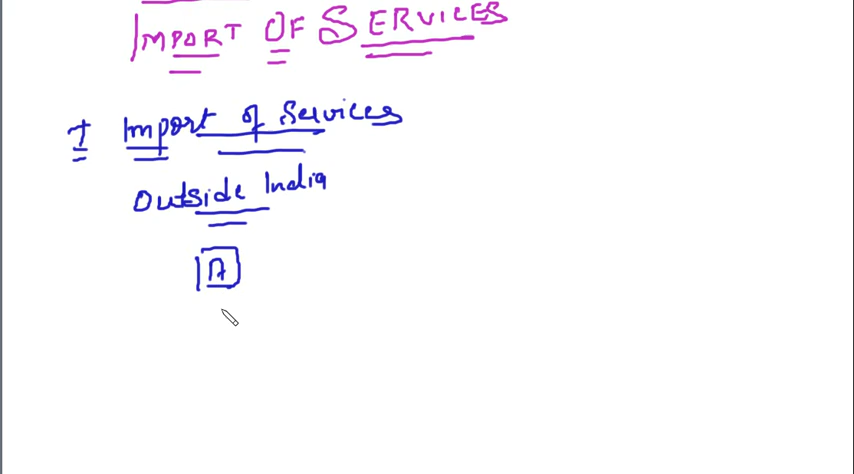 IMPORT OF SERVICES
→ Import of Services
Outside India
A